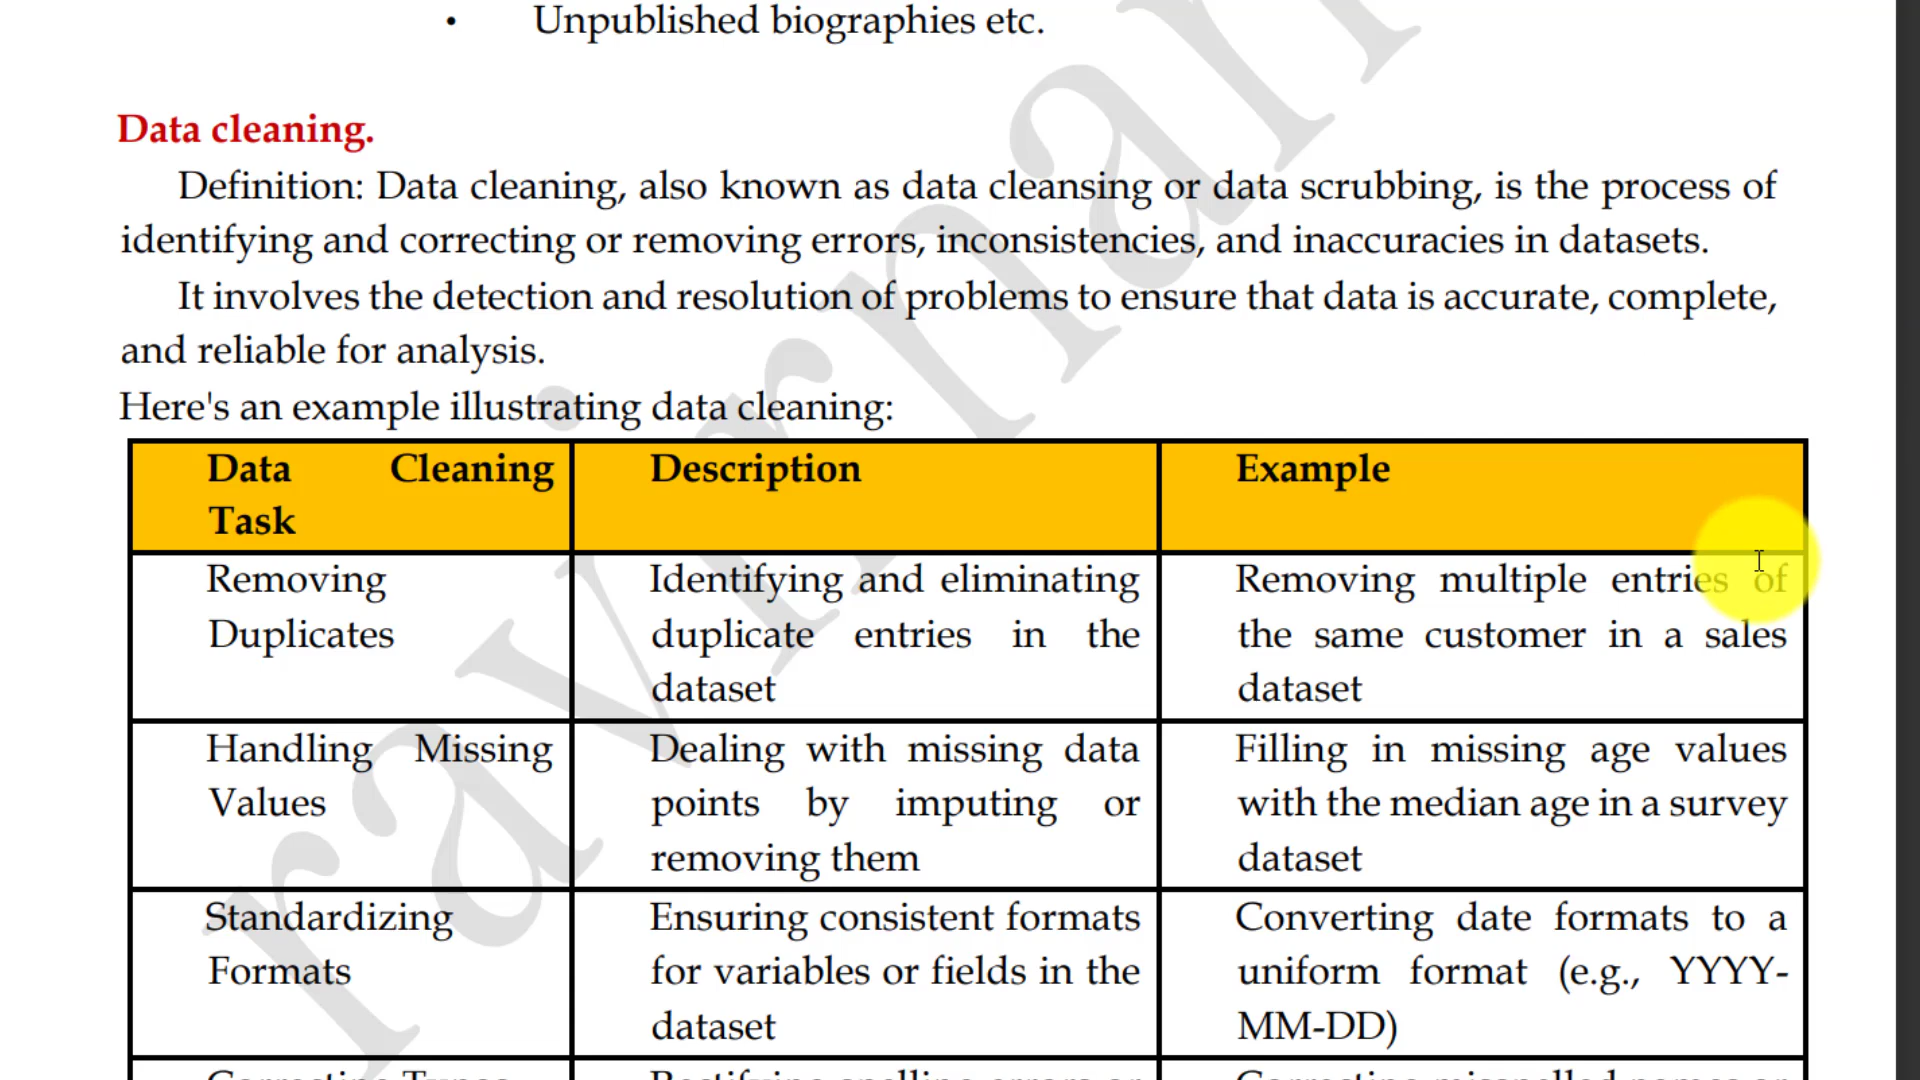 • Unpublished biographies etc.
Data cleaning.
Definition: Data cleaning, also known as data cleansing or data scrubbing, is the process of
identifying and correcting or removing errors, inconsistencies, and inaccuracies in datasets.
It involves the detection and resolution of problems to ensure that data is accurate, complete,
and reliable for analysis.
Here's an example illustrating data cleaning:
Data Cleaning
Task
Description
Example
Removing
Duplicates
Identifying and eliminating
duplicate entries in the
dataset
Removing multiple entries of
the same customer in a sales
dataset
Handling Missing
Values
Dealing with missing data
points by imputing or
removing them
Filling in missing age values
with the median age in a survey
dataset
Standardizing
Formats
Ensuring consistent formats
for variables or fields in the
dataset
Converting date formats to a
uniform format (e.g., YYYY-
MM-DD)